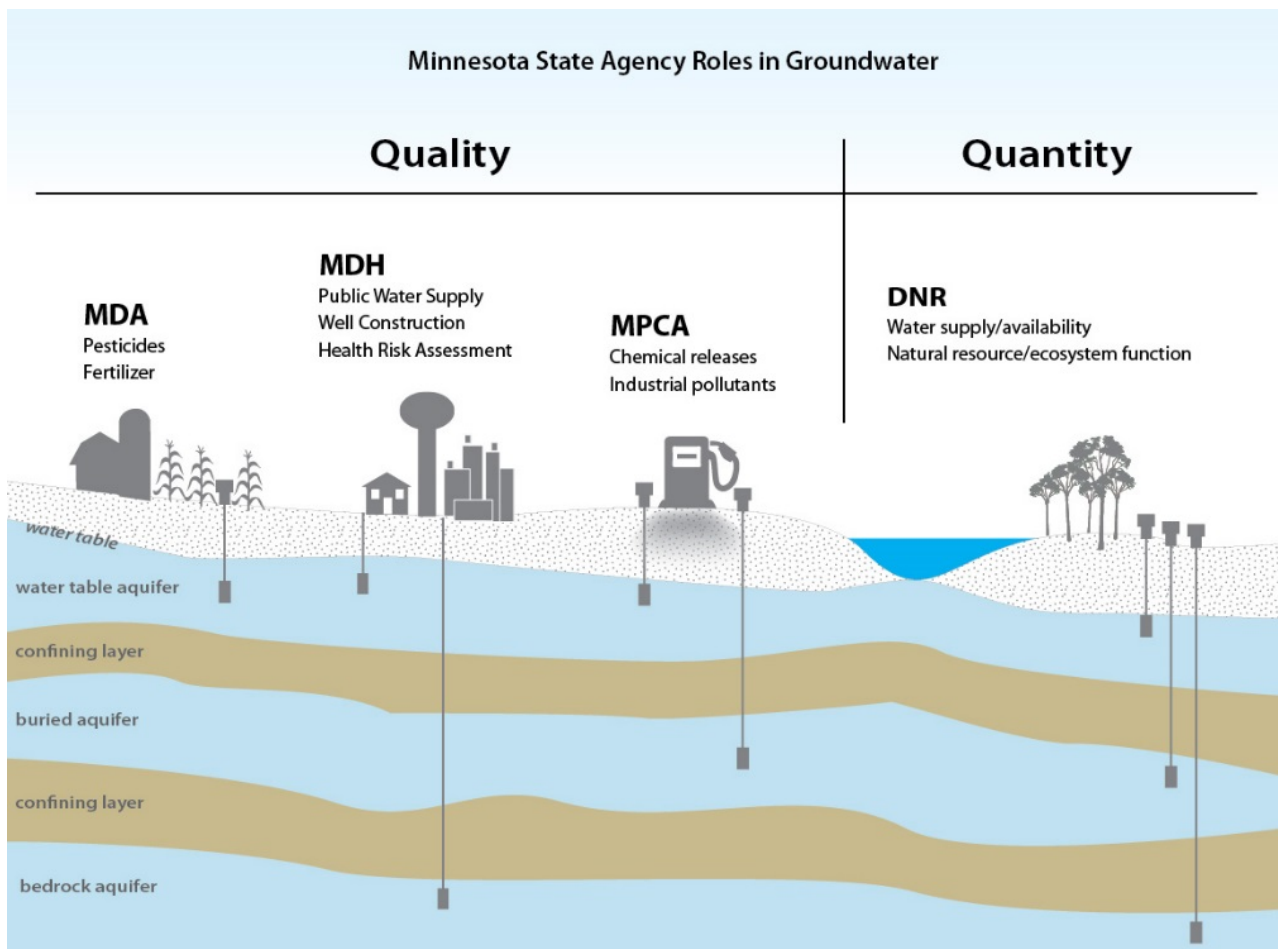 Minnesota State Agency Roles in Groundwater
Quality
Quantity
MDA
Pesticides
Fertilizer
MDH
Public Water Supply
Well Construction
Health Risk Assessment
MPCA
Chemical releases
Industrial pollutants
DNR
Water supply/availability
Natural resource/ecosystem function
water table
water table aquifer
confining layer
buried aquifer
confining layer
bedrock aquifer